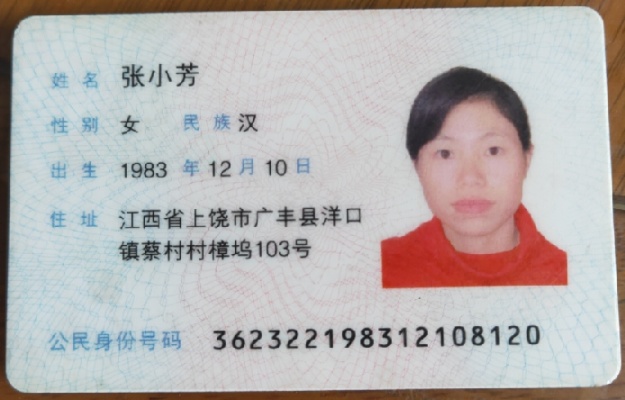 姓名 张小芳
性别 女 民族 汉
出生 1983 年 12 月 10 日
住址 江西省上饶市广丰县洋口
镇蔡村村樟坞103号
公民身份号码 362322198312108120